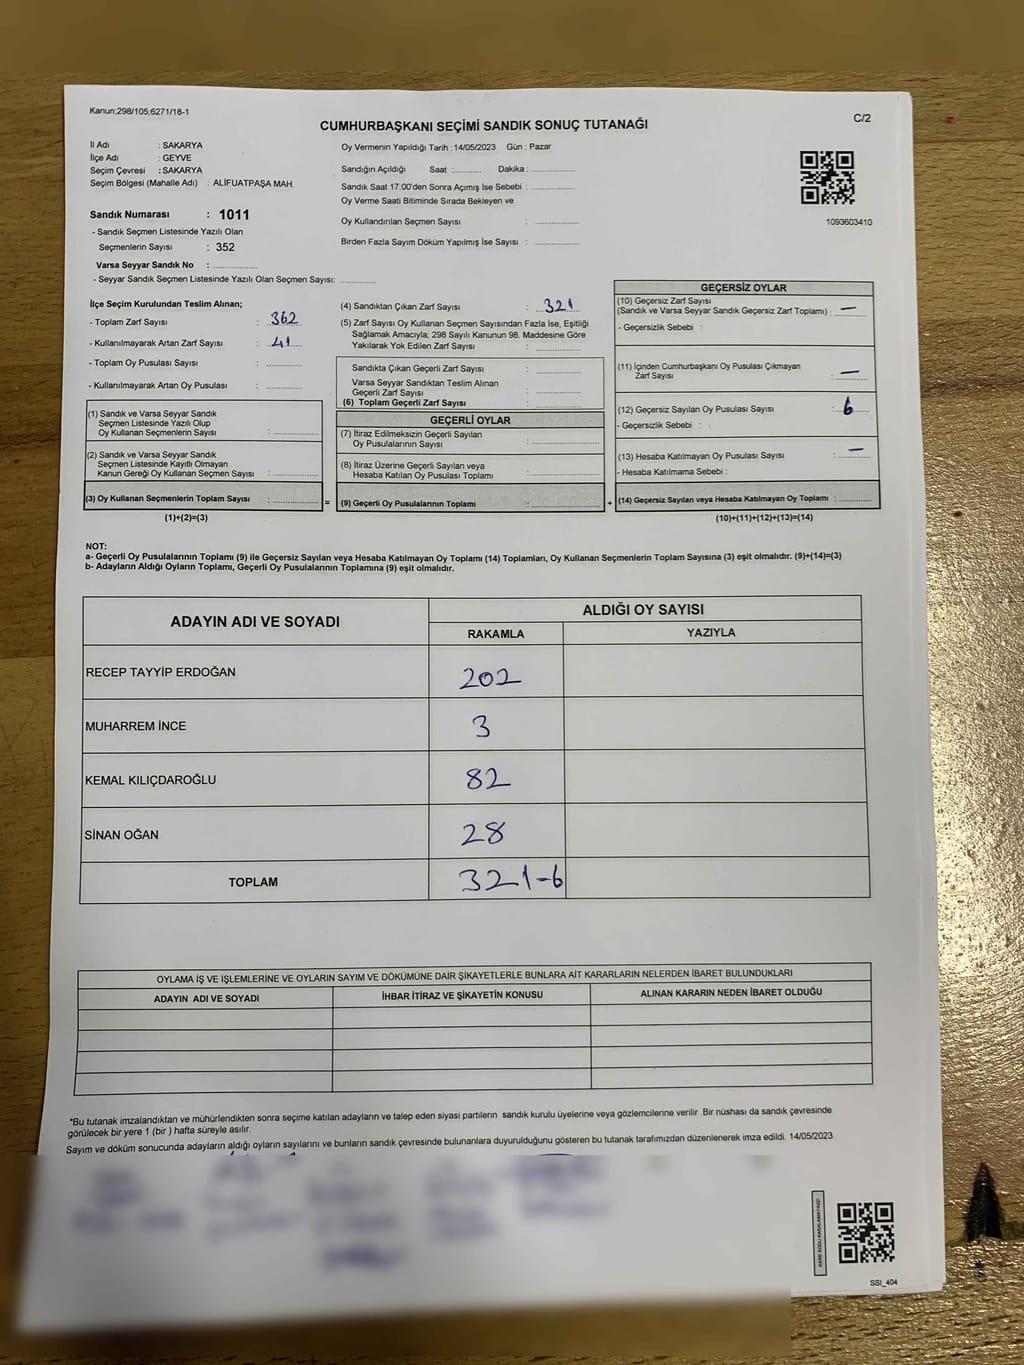 Kanun;298/105,6271/18-1
CUMHURBAŞKANI SEÇİMİ SANDIK SONUÇ TUTANAĞI
C/2
İl Adı : SAKARYA
İlçe Adı : GEYVE
Seçim Çevresi : SAKARYA
Seçim Bölgesi (Mahalle Adı) : ALİFUATPAŞA MAH.
Sandık Numarası : 1011
- Sandık Seçmen Listesinde Yazılı Olan
Seçmenlerin Sayısı : 352
Varsa Seyyar Sandık No : ...............
- Seyyar Sandık Seçmen Listesinde Yazılı Olan Seçmen Sayısı: ............
Oy Vermenin Yapıldığı Tarih : 14/05/2023 Gün : Pazar
Sandığın Açıldığı Saat :.......... Dakika : ...............
Sandık Saat 17.00'den Sonra Açımış İse Sebebi : ...............
Oy Verme Saati Bitiminde Sırada Bekleyen ve
Oy Kullandırılan Seçmen Sayısı : ...............
Birden Fazla Sayım Döküm Yapılmış İse Sayısı : ...............
1093603410
İlçe Seçim Kurulundan Teslim Alınan;
- Toplam Zarf Sayısı : 362
- Kullanılmayarak Artan Zarf Sayısı : 41
- Toplam Oy Pusulası Sayısı : ............
- Kullanılmayarak Artan Oy Pusulası : ............
(1) Sandık ve Varsa Seyyar Sandık
Seçmen Listesinde Yazılı Olup
Oy Kullanan Seçmenlerin Sayısı : ...............
(2) Sandık ve Varsa Seyyar Sandık
Seçmen Listesinde Kayıtlı Olmayan
Kanun Gereği Oy Kullanan Seçmen Sayısı : ...............
(3) Oy Kullanan Seçmenlerin Toplam Sayısı : ............... =
(1)+(2)=(3)
(4) Sandıktan Çıkan Zarf Sayısı : 321
(5) Zarf Sayısı Oy Kullanan Seçmen Sayısından Fazla İse, Eşitliği
Sağlamak Amacıyla; 298 Sayılı Kanunun 98. Maddesine Göre
Yakılarak Yok Edilen Zarf Sayısı : ...............
Sandıkta Çıkan Geçerli Zarf Sayısı : ...............
Varsa Seyyar Sandıktan Teslim Alınan
Geçerli Zarf Sayısı : ...............
(6) Toplam Geçerli Zarf Sayısı : ...............
GEÇERLİ OYLAR
(7) İtiraz Edilmeksizin Geçerli Sayılan
Oy Pusulalarının Sayısı : ...............
(8) İtiraz Üzerine Geçerli Sayılan veya
Hesaba Katılan Oy Pusulası Toplamı : ...............
(9) Geçerli Oy Pusulalarının Toplamı : ............... +
GEÇERSİZ OYLAR
(10) Geçersiz Zarf Sayısı
(Sandık ve Varsa Seyyar Sandık Geçersiz Zarf Toplamı) : —
- Geçersizlik Sebebi :
(11) İçinden Cumhurbaşkanı Oy Pusulası Çıkmayan
Zarf Sayısı : —
(12) Geçersiz Sayılan Oy Pusulası Sayısı : 6
- Geçersizlik Sebebi :
(13) Hesaba Katılmayan Oy Pusulası Sayısı : —
- Hesaba Katılmama Sebebi :
(14) Geçersiz Sayılan veya Hesaba Katılmayan Oy Toplamı : ............
(10)+(11)+(12)+(13)=(14)
NOT:
a- Geçerli Oy Pusulalarının Toplamı (9) ile Geçersiz Sayılan veya Hesaba Katılmayan Oy Toplamı (14) Toplamları, Oy Kullanan Seçmenlerin Toplam Sayısına (3) eşit olmalıdır. (9)+(14)=(3)
b- Adayların Aldığı Oyların Toplamı, Geçerli Oy Pusulalarının Toplamına (9) eşit olmalıdır.
ADAYIN ADI VE SOYADI
ALDIĞI OY SAYISI
RAKAMLA YAZIYLA
RECEP TAYYİP ERDOĞAN 202
MUHARREM İNCE 3
KEMAL KILIÇDAROĞLU 82
SİNAN OĞAN 28
TOPLAM 321-6
OYLAMA İŞ VE İŞLEMLERİNE VE OYLARIN SAYIM VE DÖKÜMÜNE DAİR ŞİKAYETLERLE BUNLARA AİT KARARLARIN NELERDEN İBARET BULUNDUKLARI
ADAYIN ADI VE SOYADI İHBAR İTİRAZ VE ŞİKAYETİN KONUSU ALINAN KARARIN NEDEN İBARET OLDUĞU
*Bu tutanak imzalandıktan ve mühürlendikten sonra seçime katılan adayların ve talep eden siyasi partilerin sandık kurulu üyelerine veya gözlemcilerine verilir .Bir nüshası da sandık çevresinde
görülecek bir yere 1 (bir ) hafta süreyle asılır.
Sayım ve döküm sonucunda adayların aldığı oyların sayılarını ve bunların sandık çevresinde bulunanlara duyurulduğunu gösteren bu tutanak tarafımızdan düzenlenerek imza edildi. 14/05/2023
SSI_404